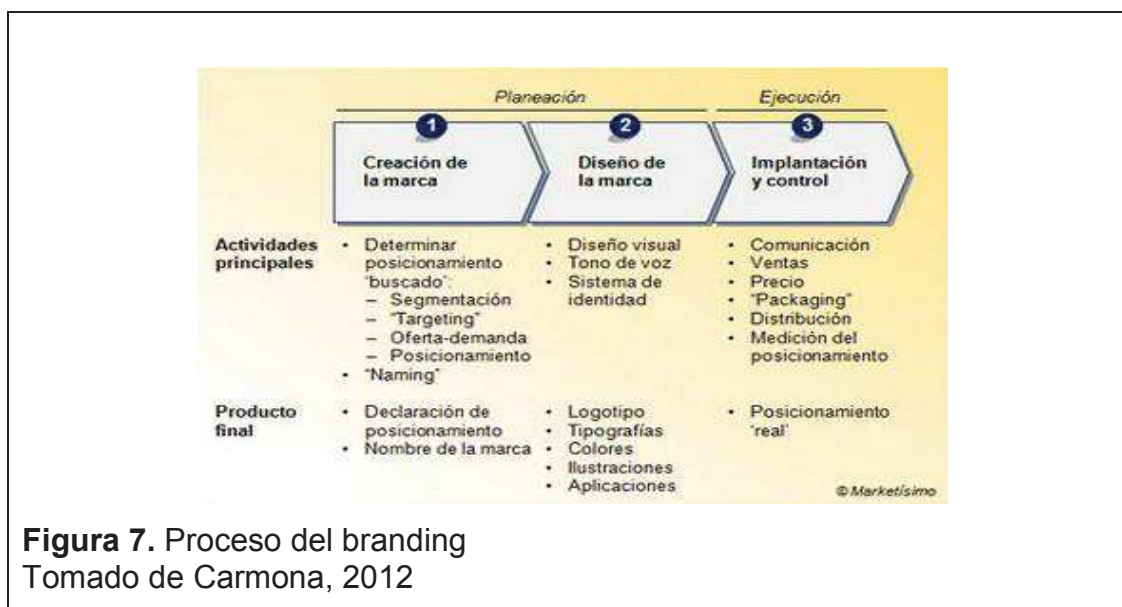 Planeación
Ejecución
1
2
3
Creación de
la marca
Diseño de
la marca
Implantación
y control
Actividades
principales
• Determinar
posicionamiento
'buscado':
– Segmentación
– "Targeting"
– Oferta-demanda
– Posicionamiento
• "Naming"
• Diseño visual
• Tono de voz
• Sistema de
identidad
• Comunicación
• Ventas
• Precio
• "Packaging"
• Distribución
• Medición del
posicionamiento
Producto
final
• Declaración de
posicionamiento
• Nombre de la marca
• Logotipo
• Tipografías
• Colores
• Ilustraciones
• Aplicaciones
• Posicionamiento
'real'
© Marketísimo
Figura 7. Proceso del branding
Tomado de Carmona, 2012